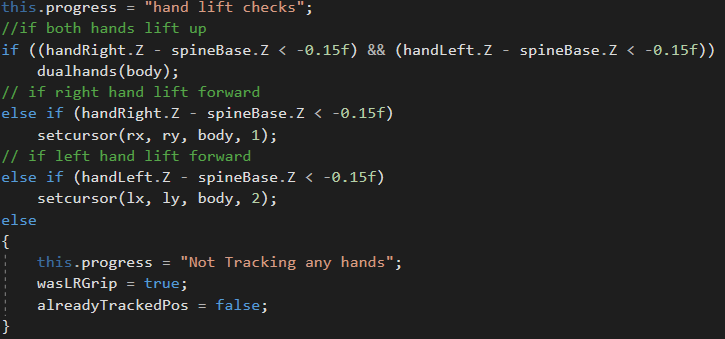 this.progress = "hand lift checks";
//if both hands lift up
if ((handRight.Z - spineBase.Z < -0.15f) && (handLeft.Z - spineBase.Z < -0.15f))
    dualhands(body);
// if right hand lift forward
else if (handRight.Z - spineBase.Z < -0.15f)
    setcursor(rx, ry, body, 1);
// if left hand lift forward
else if (handLeft.Z - spineBase.Z < -0.15f)
    setcursor(lx, ly, body, 2);
else
{
    this.progress = "Not Tracking any hands";
    wasLRGrip = true;
    alreadyTrackedPos = false;
}